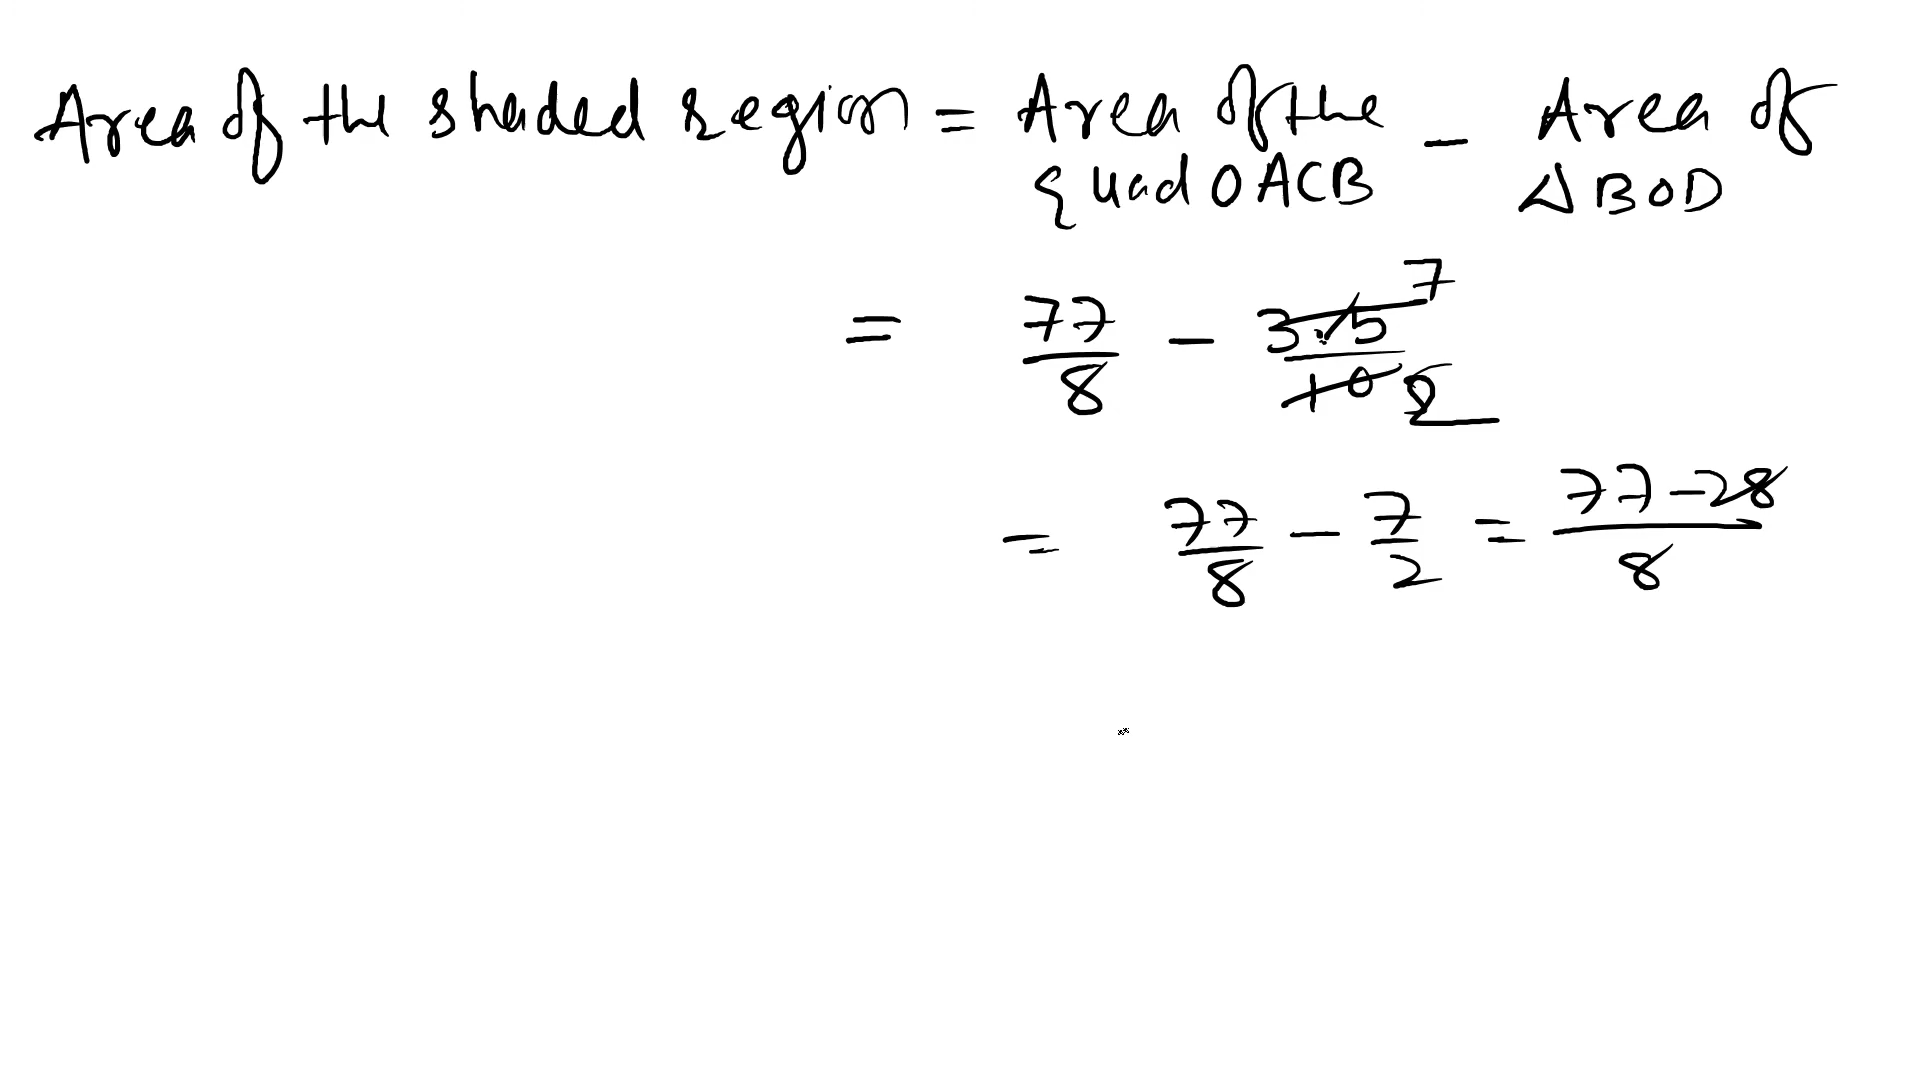 Area of the shaded region = Area of the quad OACB - Area of △BOD
= 77/8 - 3.5/10 7/2
= 77/8 - 7/2 = 77-28/8